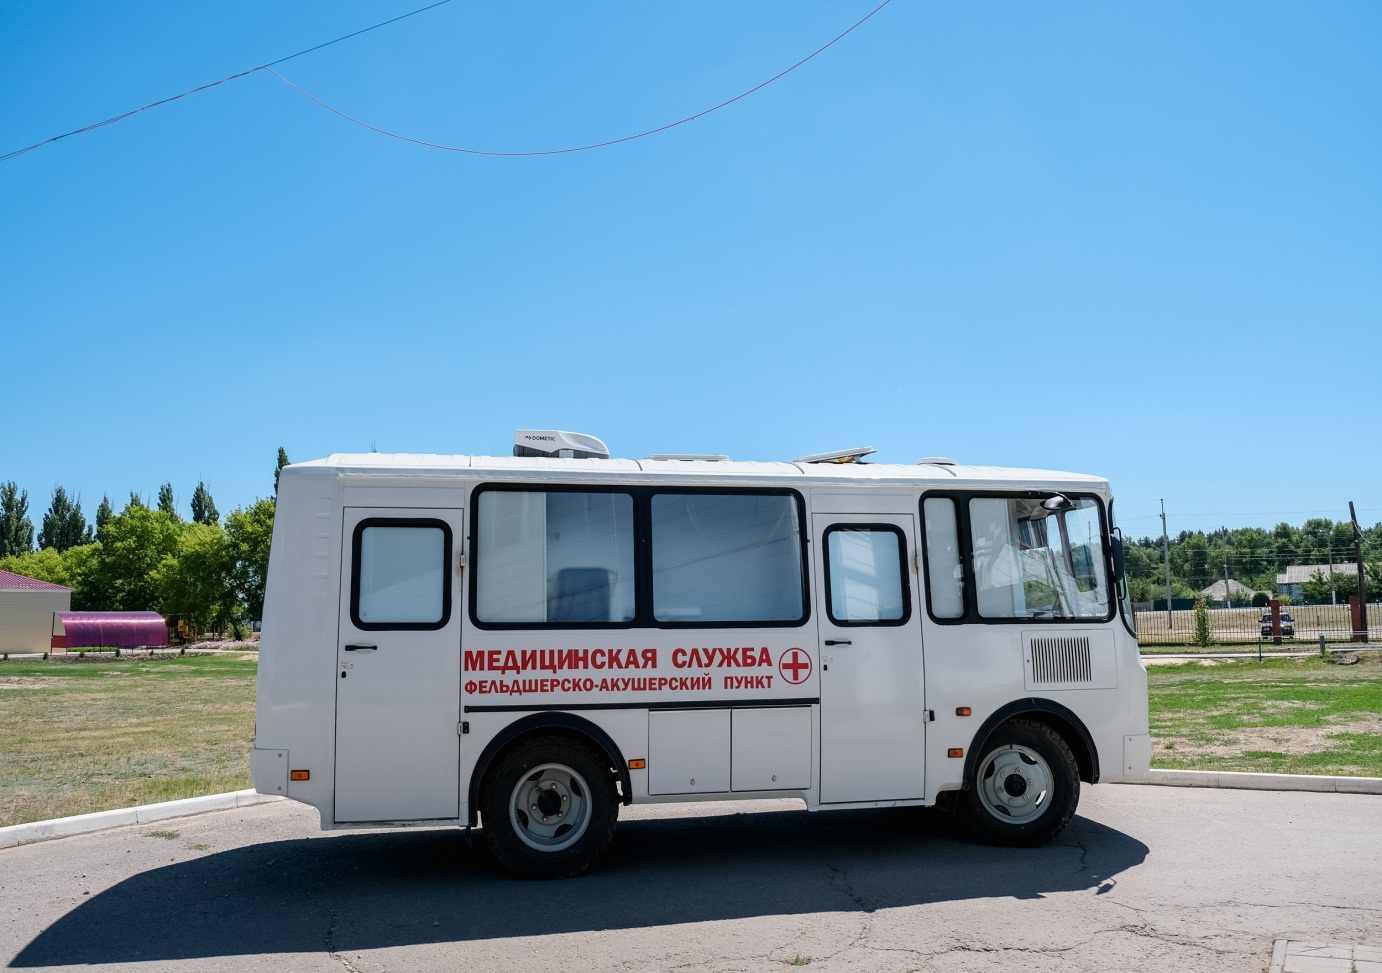 DOMETIC
МЕДИЦИНСКАЯ СЛУЖБА
ФЕЛЬДШЕРСКО-АКУШЕРСКИЙ ПУНКТ